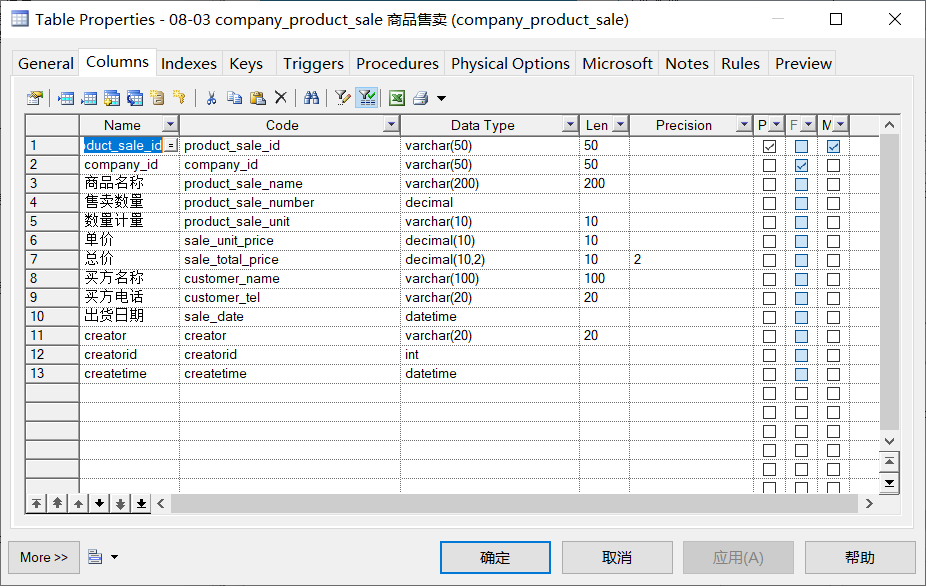 Table Properties - 08-03 company_product_sale 商品售卖 (company_product_sale)
General Columns Indexes Keys Triggers Procedures Physical Options Microsoft Notes Rules Preview
Name Code Data Type Len Precision P F M
1 oduct_sale_id = product_sale_id varchar(50) 50
2 company_id company_id varchar(50) 50
3 商品名称 product_sale_name varchar(200) 200
4 售卖数量 product_sale_number decimal
5 数量计量 product_sale_unit varchar(10) 10
6 单价 sale_unit_price decimal(10) 10
7 总价 sale_total_price decimal(10,2) 10 2
8 买方名称 customer_name varchar(100) 100
9 买方电话 customer_tel varchar(20) 20
10 出货日期 sale_date datetime
11 creator creator varchar(20) 20
12 creatorid creatorid int
13 createtime createtime datetime
More >> 确定 取消 应用(A) 帮助